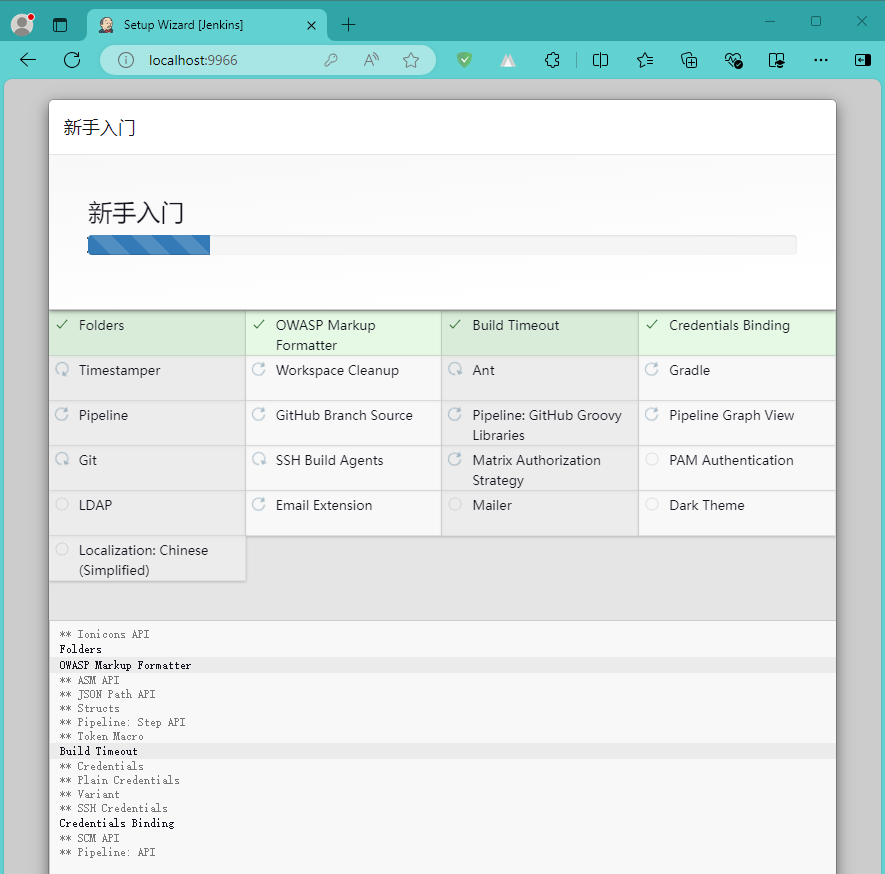 Setup Wizard [Jenkins]
localhost:9966
新手入门
新手入门
Folders
OWASP Markup
Formatter
Build Timeout
Credentials Binding
Timestamper
Workspace Cleanup
Ant
Gradle
Pipeline
GitHub Branch Source
Pipeline: GitHub Groovy
Libraries
Pipeline Graph View
Git
SSH Build Agents
Matrix Authorization
Strategy
PAM Authentication
LDAP
Email Extension
Mailer
Dark Theme
Localization: Chinese
(Simplified)
** Ionicons API
Folders
OWASP Markup Formatter
** ASM API
** JSON Path API
** Structs
** Pipeline: Step API
** Token Macro
Build Timeout
** Credentials
** Plain Credentials
** Variant
** SSH Credentials
Credentials Binding
** SCM API
** Pipeline: API